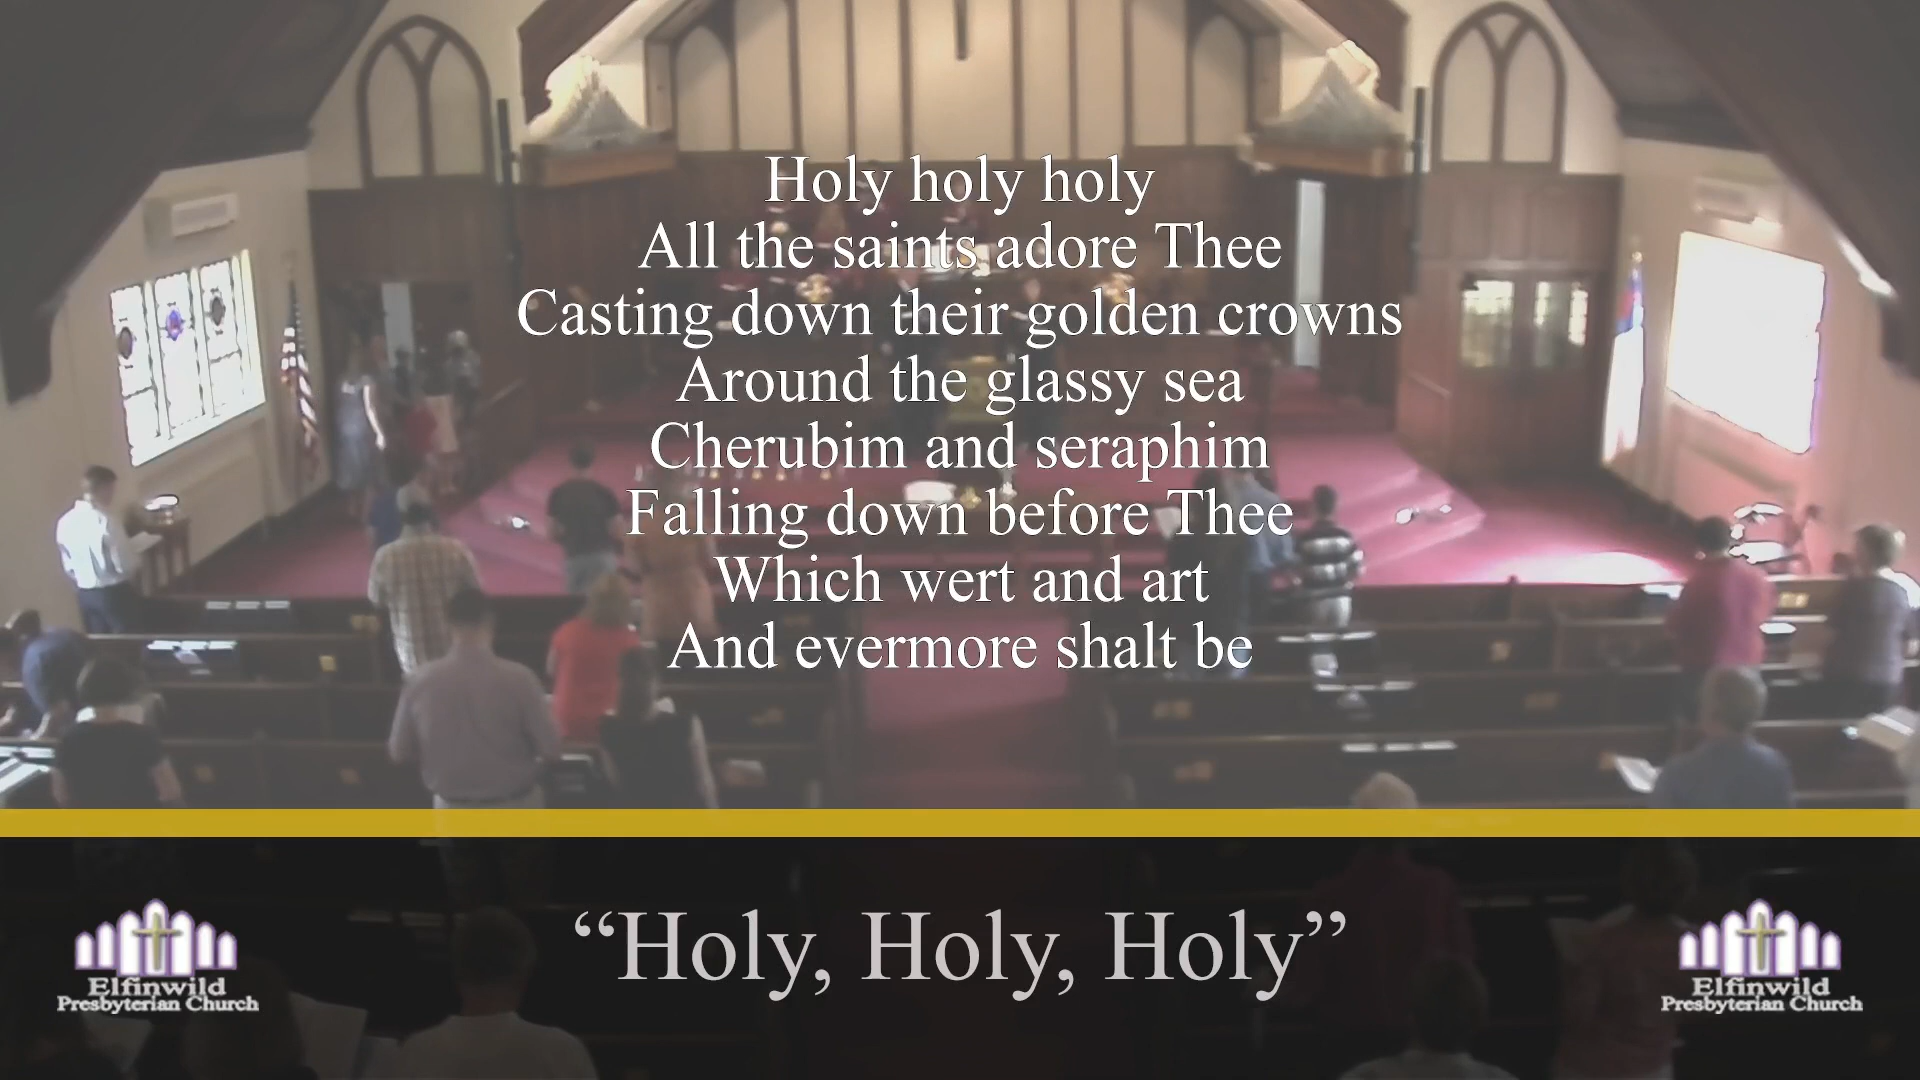 Holy holy holy
All the saints adore Thee
Casting down their golden crowns
Around the glassy sea
Cherubim and seraphim
Falling down before Thee
Which wert and art
And evermore shalt be
Elfinwild
Presbyterian Church
“Holy, Holy, Holy”
Elfinwild
Presbyterian Church